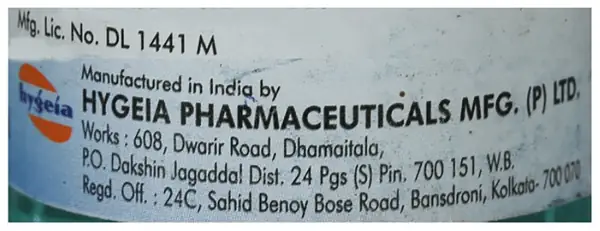 Mfg. Lic. No. DL 1441 M
hygeia
Manufactured in India by
HYGEIA PHARMACEUTICALS MFG. (P) LTD.
Works : 608, Dwarir Road, Dhamaitala,
P.O. Dakshin Jagaddal Dist. 24 Pgs (S) Pin. 700 151, W.B.
Regd. Off. : 24C, Sahid Benoy Bose Road, Bansdroni, Kolkata- 700 070